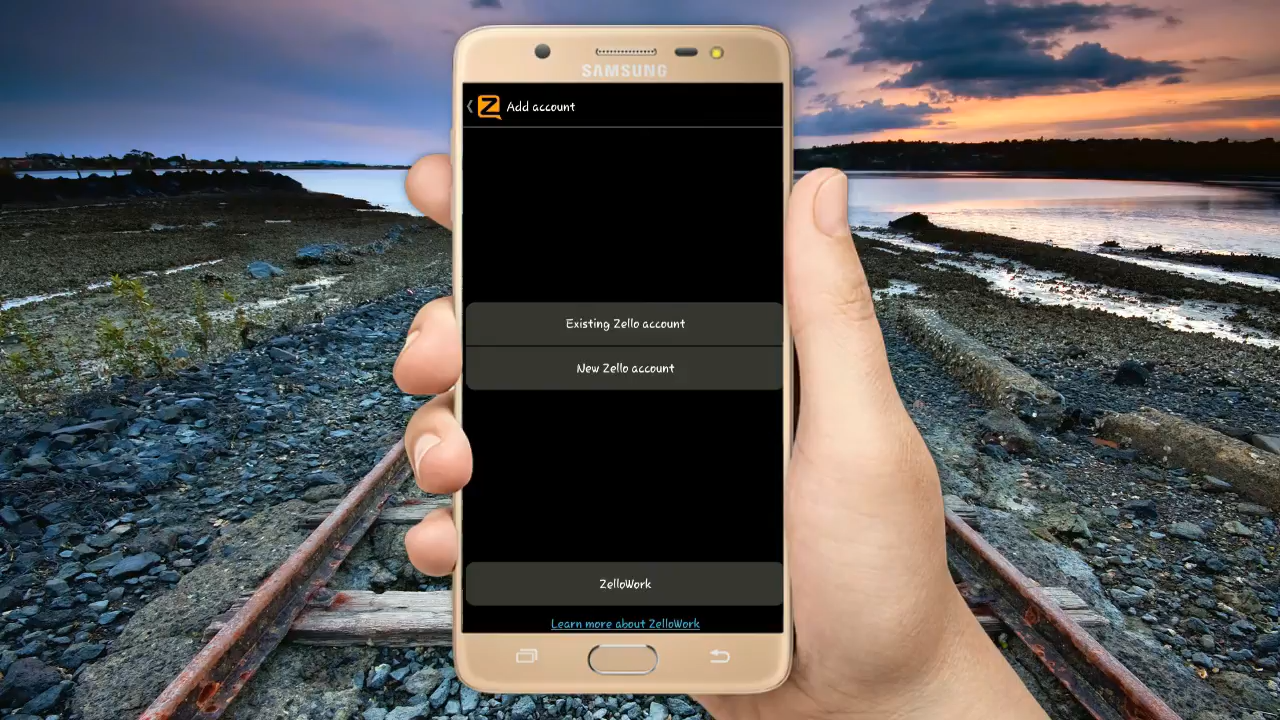 SAMSUNG
Add account
Existing Zello account
New Zello account
ZelloWork
Learn more about ZelloWork